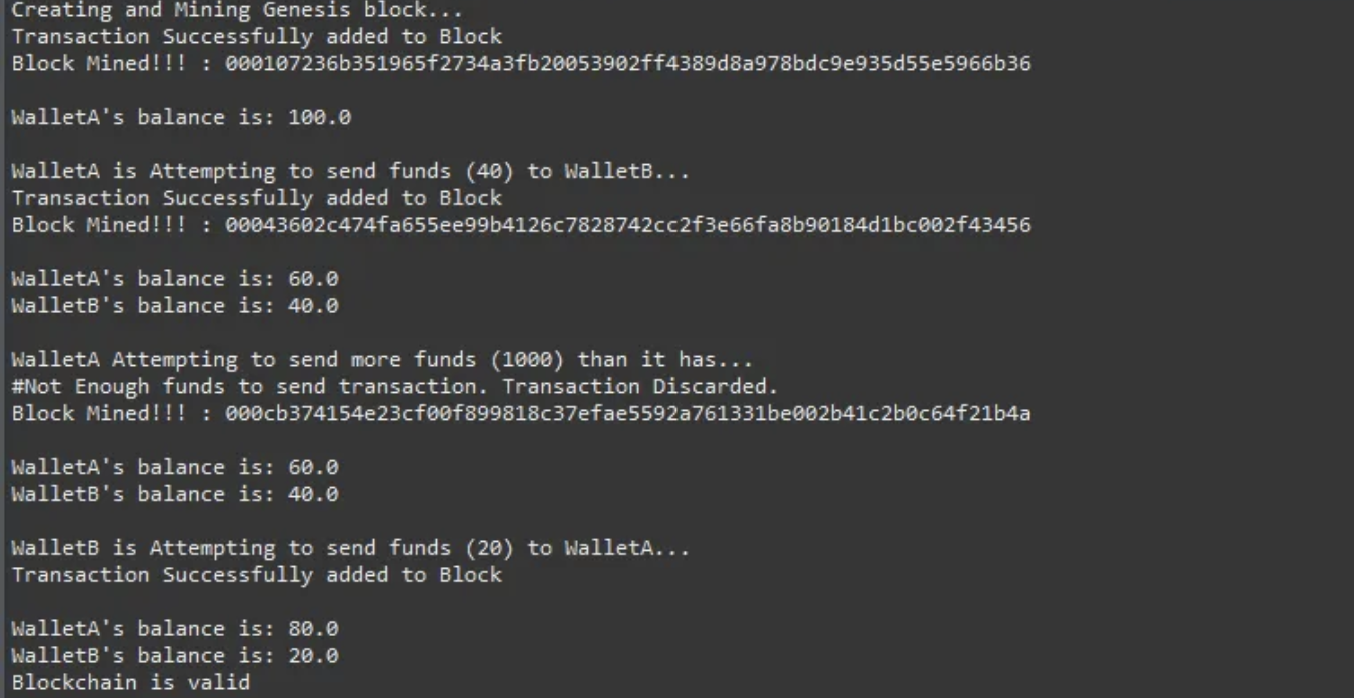 Creating and Mining Genesis block...
Transaction Successfully added to Block
Block Mined!!! : 000107236b351965f2734a3fb20053902ff4389d8a978bdc9e935d55e5966b36
WalletA's balance is: 100.0
WalletA is Attempting to send funds (40) to WalletB...
Transaction Successfully added to Block
Block Mined!!! : 00043602c474fa655ee99b4126c7828742cc2f3e66fa8b90184d1bc002f43456
WalletA's balance is: 60.0
WalletB's balance is: 40.0
WalletA Attempting to send more funds (1000) than it has...
#Not Enough funds to send transaction. Transaction Discarded.
Block Mined!!! : 000cb374154e23cf00f899818c37efae5592a761331be002b41c2b0c64f21b4a
WalletA's balance is: 60.0
WalletB's balance is: 40.0
WalletB is Attempting to send funds (20) to WalletA...
Transaction Successfully added to Block
WalletA's balance is: 80.0
WalletB's balance is: 20.0
Blockchain is valid